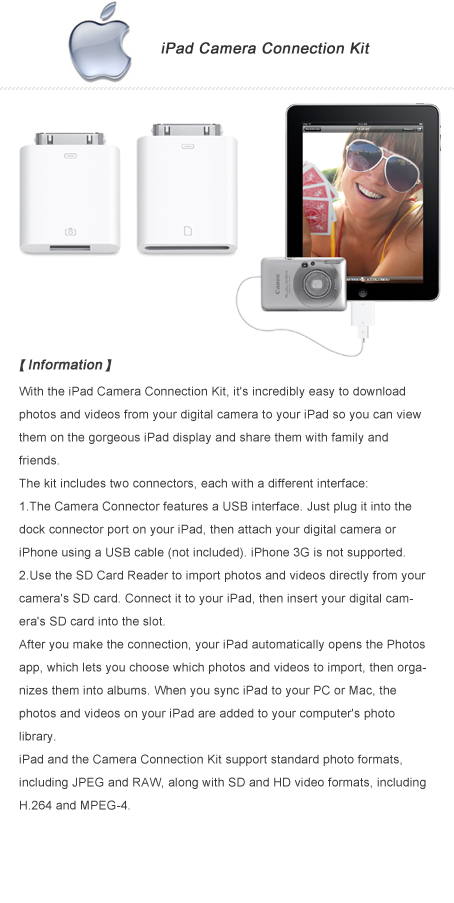 iPad Camera Connection Kit
Canon
【 Information 】
With the iPad Camera Connection Kit, it's incredibly easy to download
photos and videos from your digital camera to your iPad so you can view
them on the gorgeous iPad display and share them with family and
friends.
The kit includes two connectors, each with a different interface:
1.The Camera Connector features a USB interface. Just plug it into the
dock connector port on your iPad, then attach your digital camera or
iPhone using a USB cable (not included). iPhone 3G is not supported.
2.Use the SD Card Reader to import photos and videos directly from your
camera's SD card. Connect it to your iPad, then insert your digital cam-
era's SD card into the slot.
After you make the connection, your iPad automatically opens the Photos
app, which lets you choose which photos and videos to import, then orga-
nizes them into albums. When you sync iPad to your PC or Mac, the
photos and videos on your iPad are added to your computer's photo
library.
iPad and the Camera Connection Kit support standard photo formats,
including JPEG and RAW, along with SD and HD video formats, including
H.264 and MPEG-4.